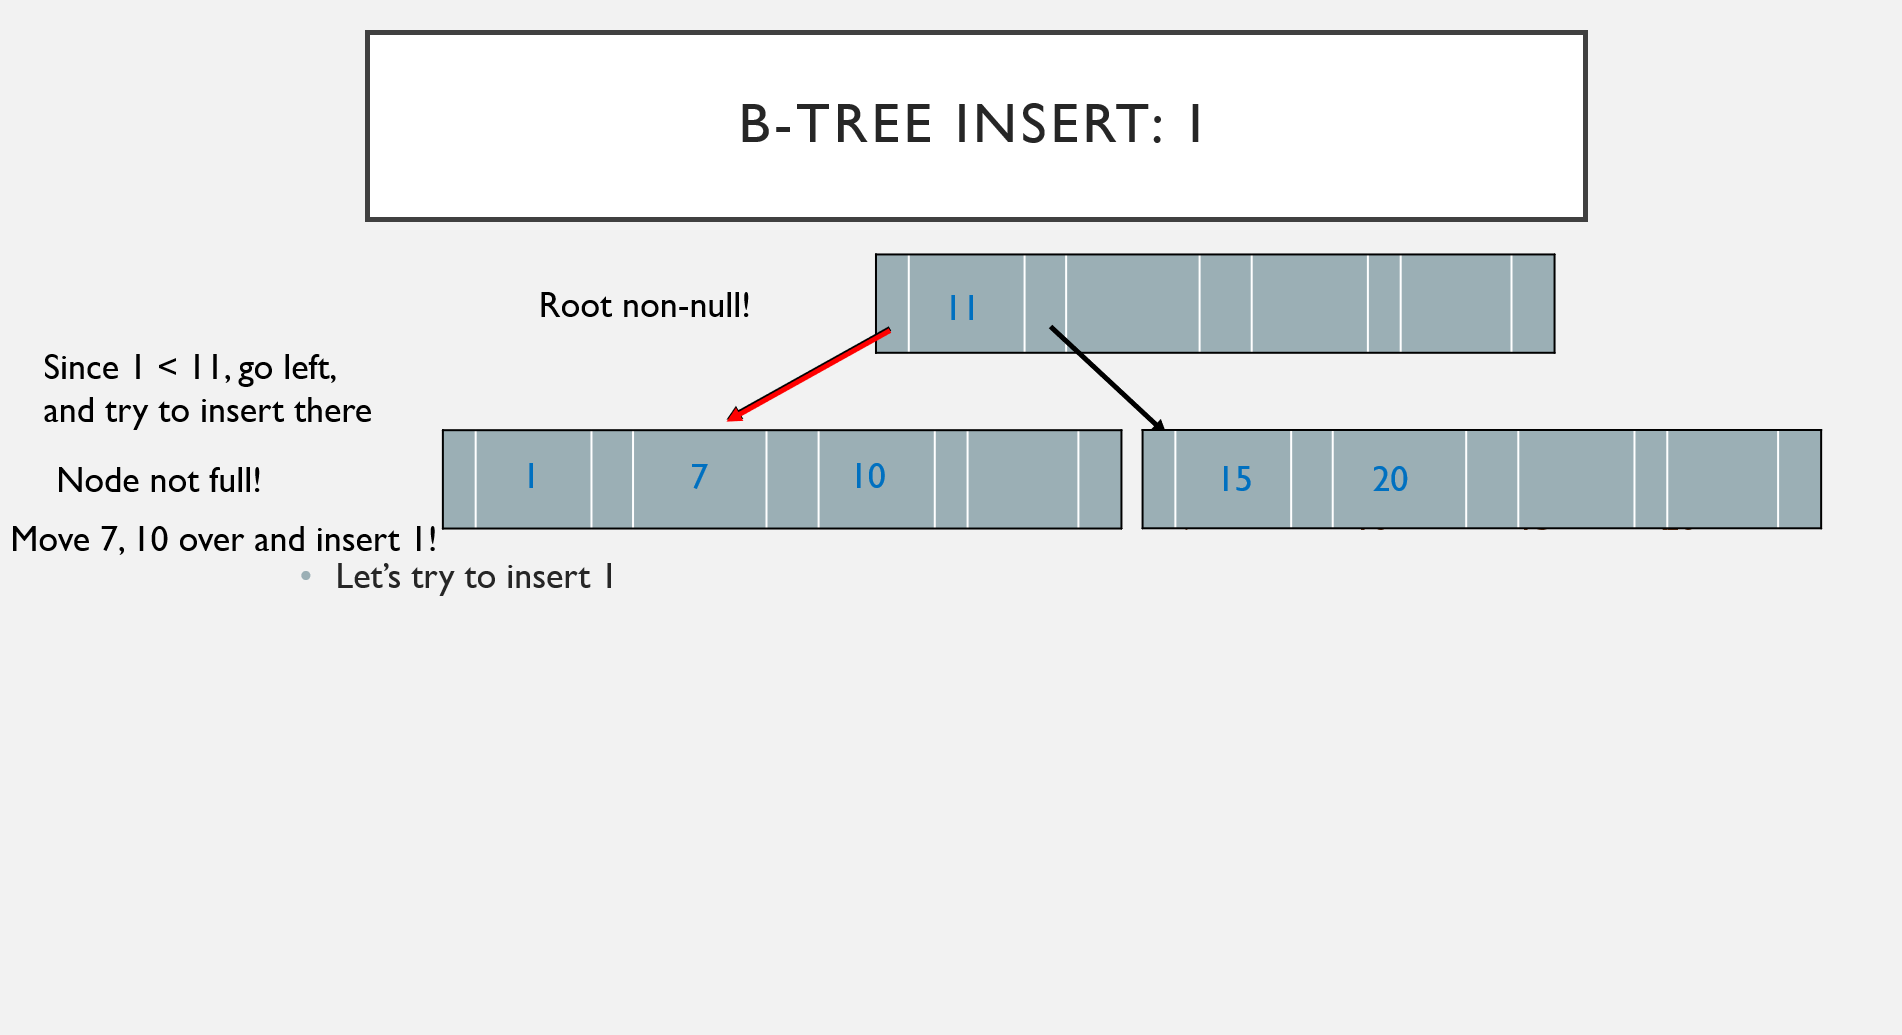 B-TREE INSERT: 1
Root non-null!
11
Since 1 < 11, go left,
and try to insert there
Node not full!
1 7 10
15 20
Move 7, 10 over and insert 1!
• Let’s try to insert 1